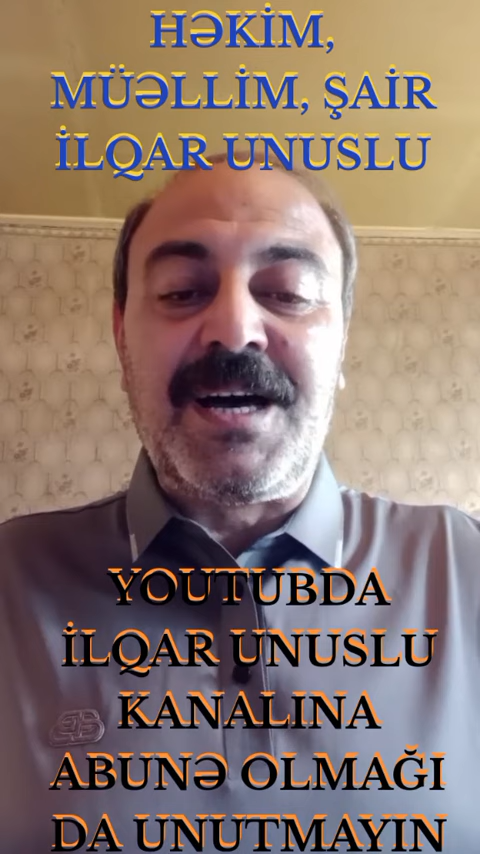 HƏKİM,
MÜƏLLİM, ŞAİR
İLQAR UNUSLU
YOUTUBDA
İLQAR UNUSLU
KANALINA
ABUNƏ OLMAĞI
DA UNUTMAYIN